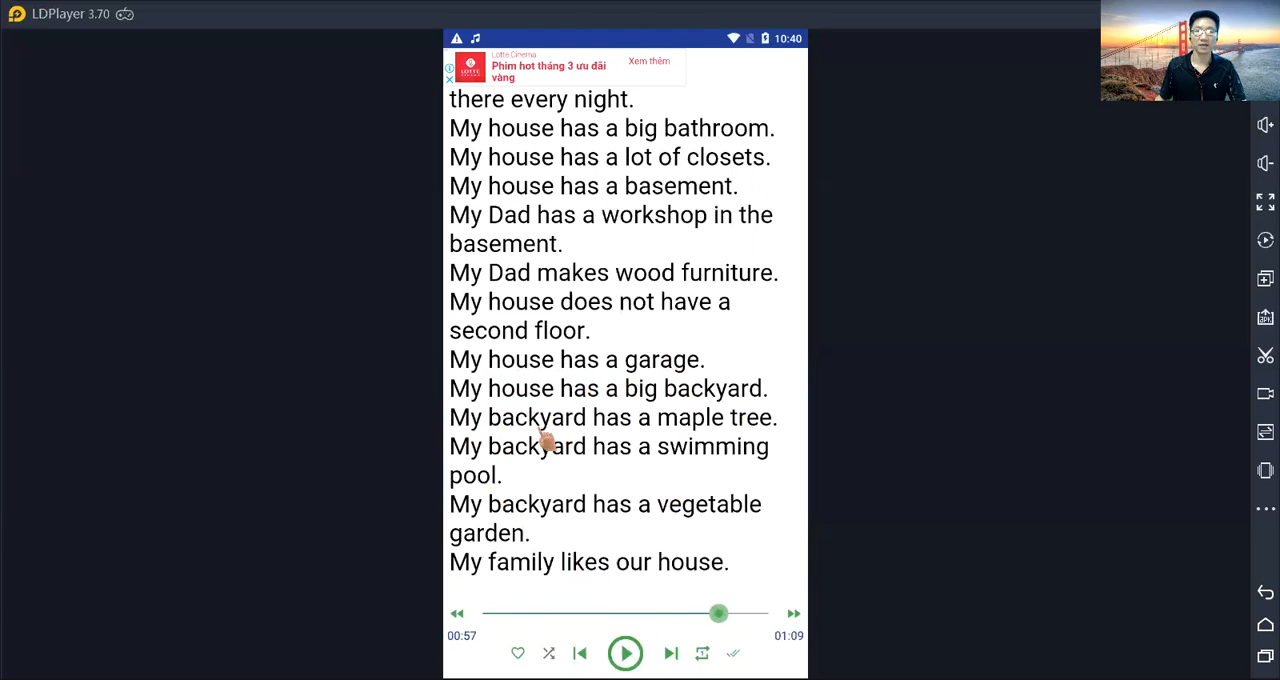 LDPlayer 3.70
10:40
Lotte Cinema
Phim hot tháng 3 ưu đãi
vàng
Xem thêm
there every night.
My house has a big bathroom.
My house has a lot of closets.
My house has a basement.
My Dad has a workshop in the
basement.
My Dad makes wood furniture.
My house does not have a
second floor.
My house has a garage.
My house has a big backyard.
My backyard has a maple tree.
My backyard has a swimming
pool.
My backyard has a vegetable
garden.
My family likes our house.
00:57
01:09